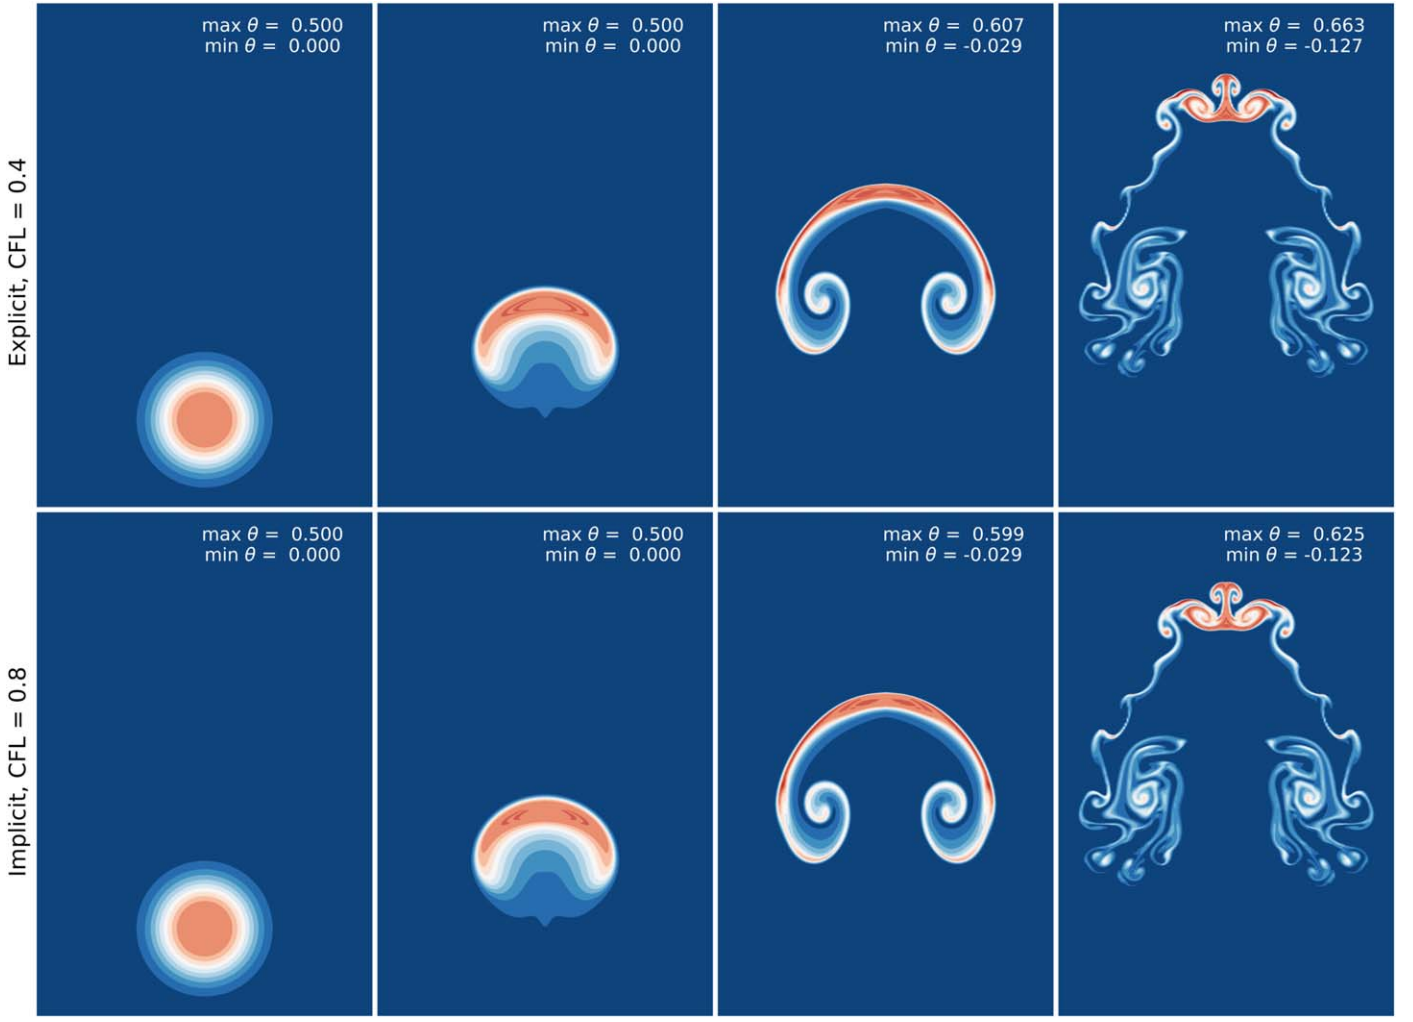 Explicit, CFL = 0.4
max θ = 0.500
min θ = 0.000
max θ = 0.500
min θ = 0.000
max θ = 0.607
min θ = -0.029
max θ = 0.663
min θ = -0.127
Implicit, CFL = 0.8
max θ = 0.500
min θ = 0.000
max θ = 0.500
min θ = 0.000
max θ = 0.599
min θ = -0.029
max θ = 0.625
min θ = -0.123